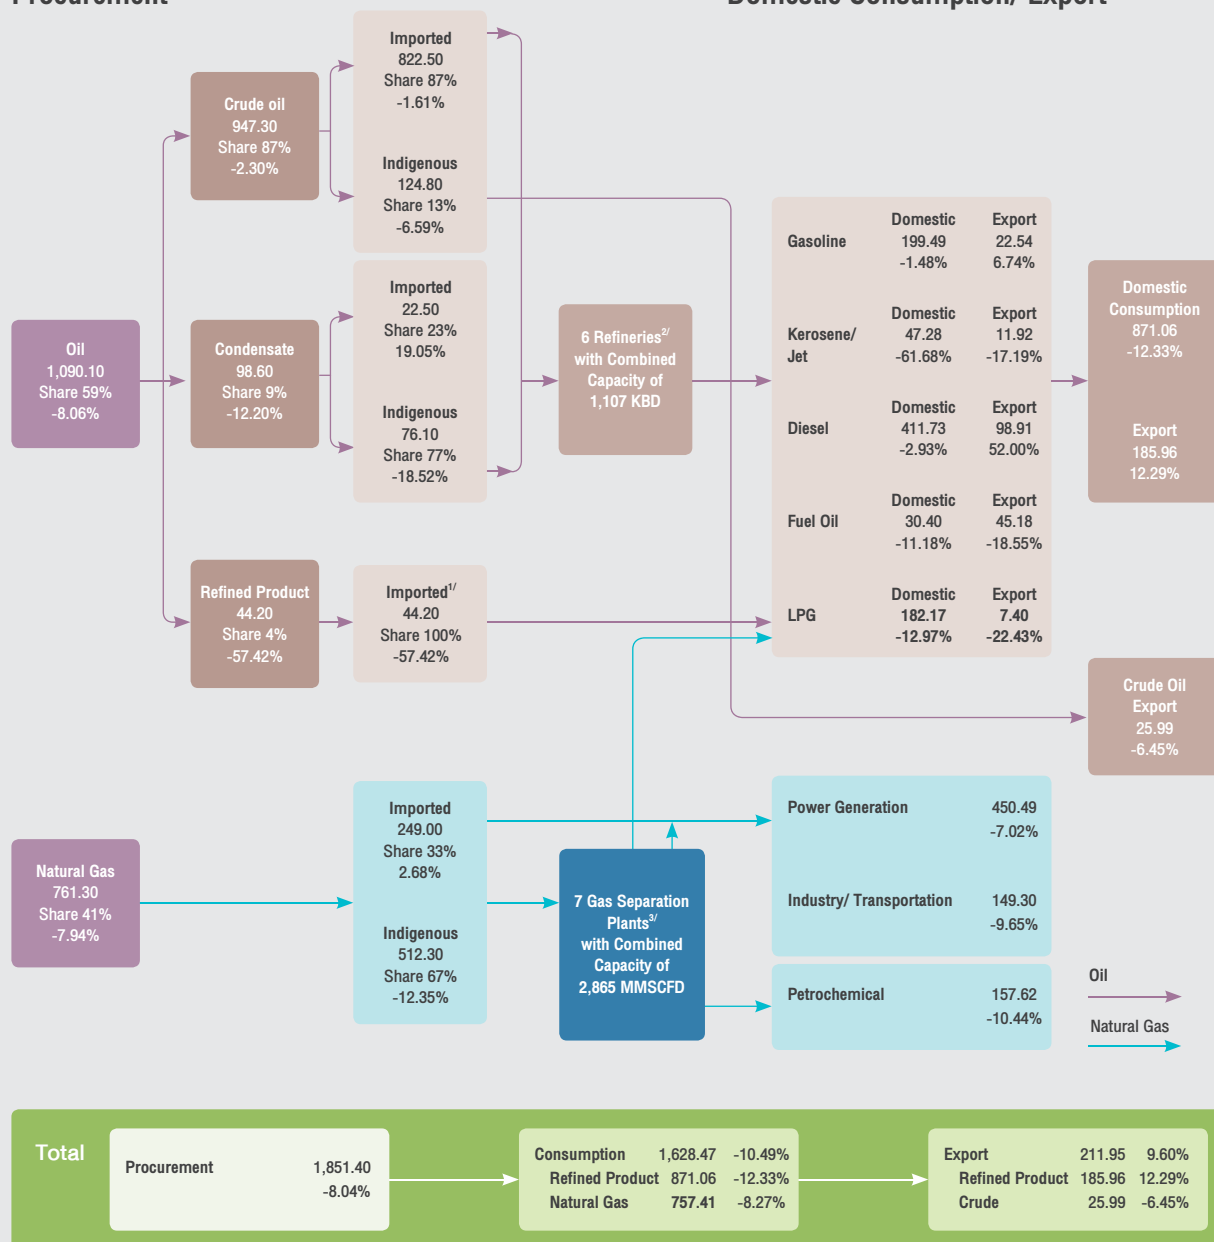 Procurement
Domestic Consumption/ Export
Oil
1,090.10
Share 59%
-8.06%
Crude oil
947.30
Share 87%
-2.30%
Imported
822.50
Share 87%
-1.61%
Indigenous
124.80
Share 13%
-6.59%
Condensate
98.60
Share 9%
-12.20%
Imported
22.50
Share 23%
19.05%
Indigenous
76.10
Share 77%
-18.52%
Refined Product
44.20
Share 4%
-57.42%
Imported1/
44.20
Share 100%
-57.42%
6 Refineries2/
with Combined
Capacity of
1,107 KBD
Domestic Export
Gasoline 199.49 22.54
-1.48% 6.74%
Domestic Export
Kerosene/ 47.28 11.92
Jet -61.68% -17.19%
Domestic Export
Diesel 411.73 98.91
-2.93% 52.00%
Domestic Export
Fuel Oil 30.40 45.18
-11.18% -18.55%
Domestic Export
LPG 182.17 7.40
-12.97% -22.43%
Domestic
Consumption
871.06
-12.33%
Export
185.96
12.29%
Crude Oil
Export
25.99
-6.45%
Natural Gas
761.30
Share 41%
-7.94%
Imported
249.00
Share 33%
2.68%
Indigenous
512.30
Share 67%
-12.35%
7 Gas Separation
Plants3/
with Combined
Capacity of
2,865 MMSCFD
Power Generation 450.49
-7.02%
Industry/ Transportation 149.30
-9.65%
Petrochemical 157.62
-10.44%
Oil
Natural Gas
Total
Procurement 1,851.40
-8.04%
Consumption 1,628.47 -10.49%
Refined Product 871.06 -12.33%
Natural Gas 757.41 -8.27%
Export 211.95 9.60%
Refined Product 185.96 12.29%
Crude 25.99 -6.45%